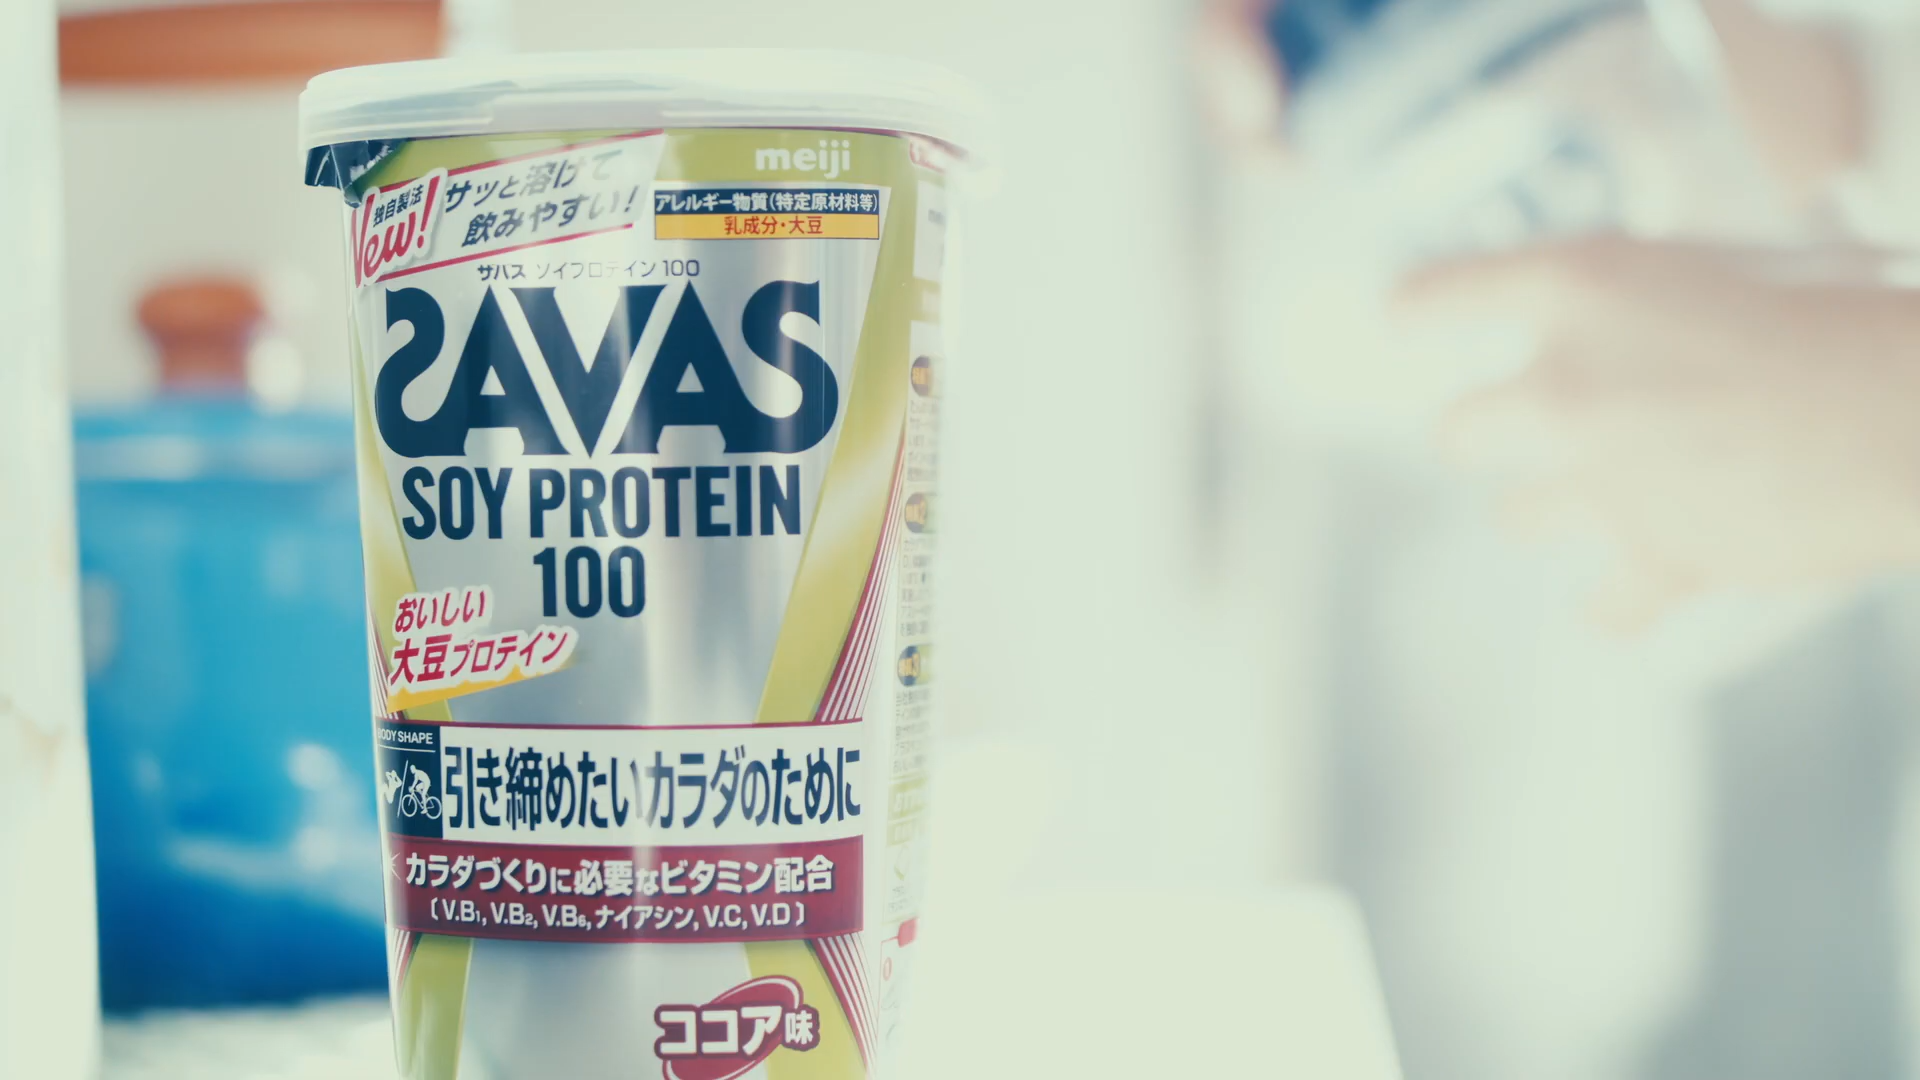 meiji
独自製法
New!
サッと溶けて
飲みやすい!
アレルギー物質(特定原材料等)
乳成分・大豆
ザバス ソイプロテイン100
SAVAS
SOY PROTEIN
100
おいしい
大豆プロテイン
BODY SHAPE
引き締めたいカラダのために
カラダづくりに必要なビタミン配合
〔V.B1, V.B2, V.B6, ナイアシン, V.C, V.D〕
ココア味